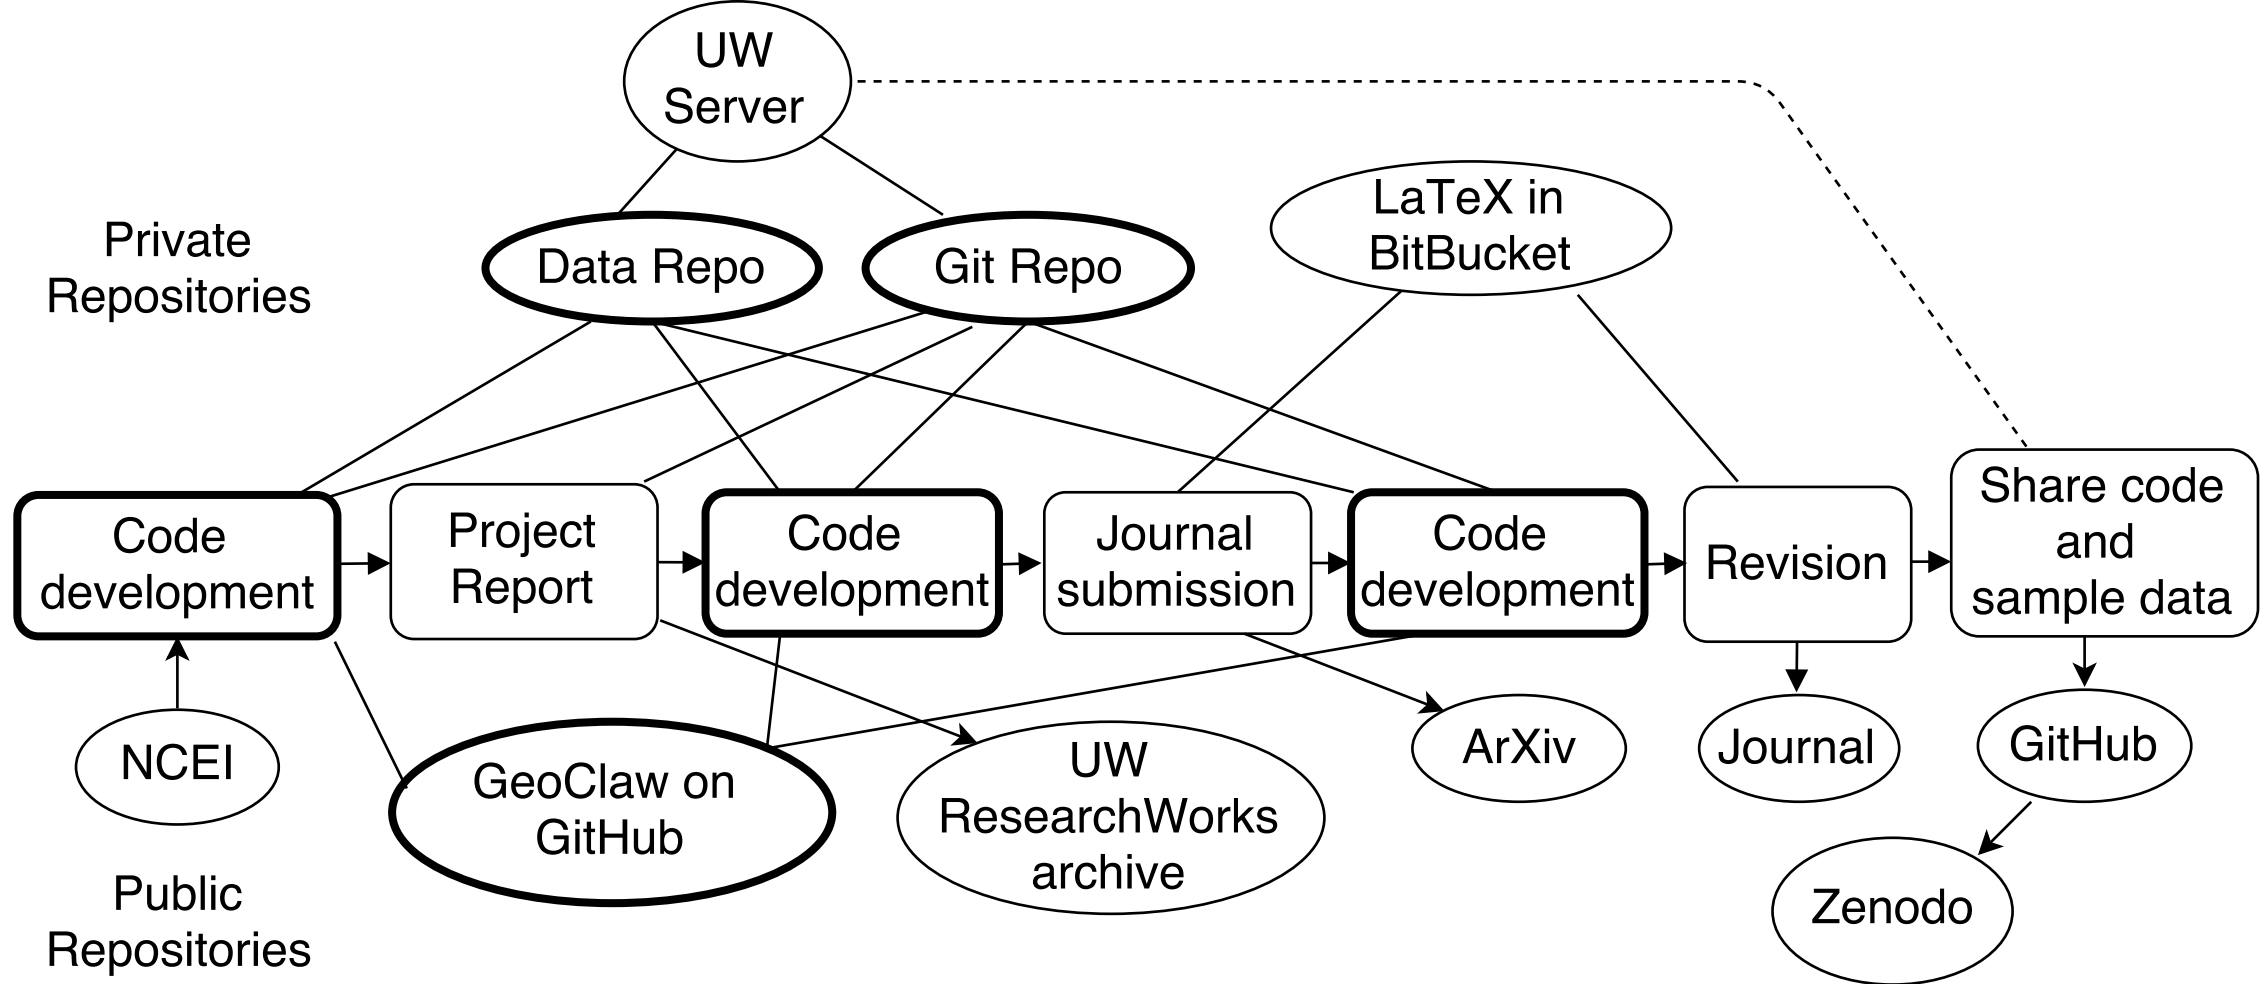 UW
Server
Private
Repositories
Data Repo
Git Repo
LaTeX in
BitBucket
Code
development
Project
Report
Code
development
Journal
submission
Code
development
Revision
Share code
and
sample data
NCEI
GeoClaw on
GitHub
UW
ResearchWorks
archive
ArXiv
Journal
GitHub
Zenodo
Public
Repositories